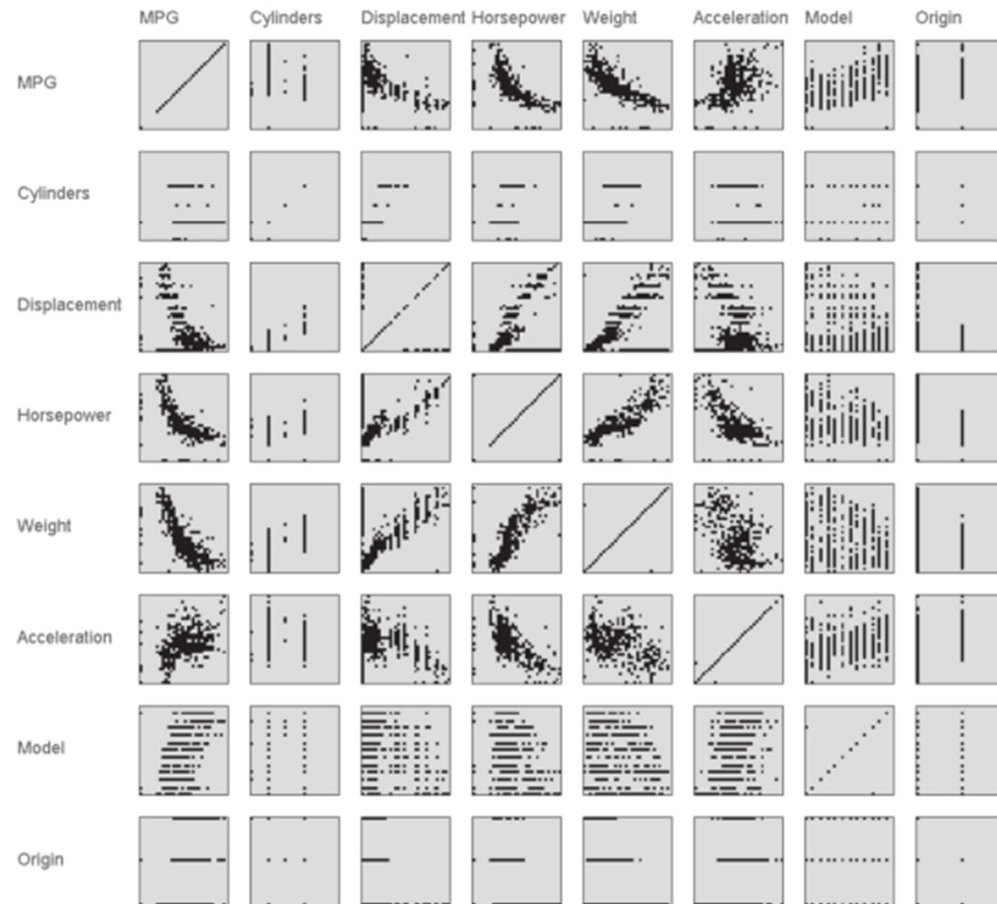 MPG Cylinders Displacement Horsepower Weight Acceleration Model Origin
MPG
Cylinders
Displacement
Horsepower
Weight
Acceleration
Model
Origin